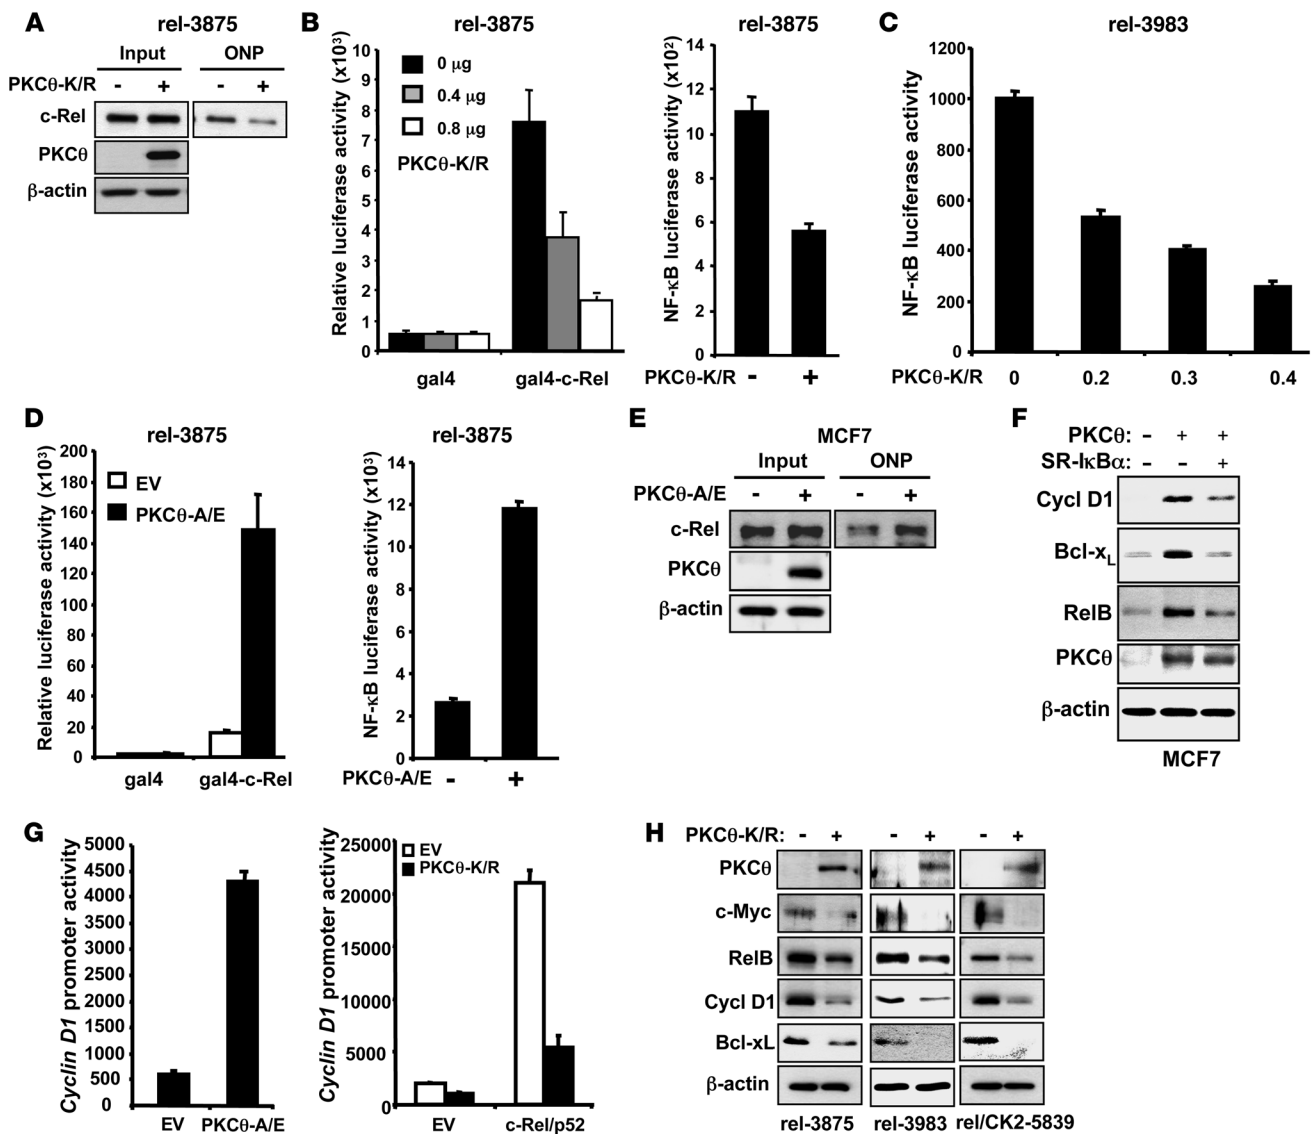 A
rel-3875
Input ONP
PKCθ-K/R - + - +
c-Rel
PKCθ
β-actin
B
rel-3875
Relative luciferase activity (x10³)
10
9
8
7
6
5
4
3
2
1
0
0 µg
0.4 µg
0.8 µg
PKCθ-K/R
gal4 gal4-c-Rel
rel-3875
NF-κB luciferase activity (x10²)
14
12
10
8
6
4
2
0
PKCθ-K/R - +
C
rel-3983
NF-κB luciferase activity
1200
1000
800
600
400
200
0
PKCθ-K/R 0 0.2 0.3 0.4
D
rel-3875
Relative luciferase activity (x10³)
200
180
160
140
120
100
80
60
40
20
0
EV
PKCθ-A/E
gal4 gal4-c-Rel
rel-3875
NF-κB luciferase activity (x10³)
14
12
10
8
6
4
2
0
PKCθ-A/E - +
E
MCF7
Input ONP
PKCθ-A/E - + - +
c-Rel
PKCθ
β-actin
F
PKCθ: - + +
SR-IκBα: - - +
Cycl D1
Bcl-xL
RelB
PKCθ
β-actin
MCF7
G
Cyclin D1 promoter activity
5000
4500
4000
3500
3000
2500
2000
1500
1000
500
0
EV PKCθ-A/E
Cyclin D1 promoter activity
25000
20000
15000
10000
5000
0
EV
PKCθ-K/R
EV c-Rel/p52
H
PKCθ-K/R: - + - + - +
PKCθ
c-Myc
RelB
Cycl D1
Bcl-xL
β-actin
rel-3875 rel-3983 rel/CK2-5839